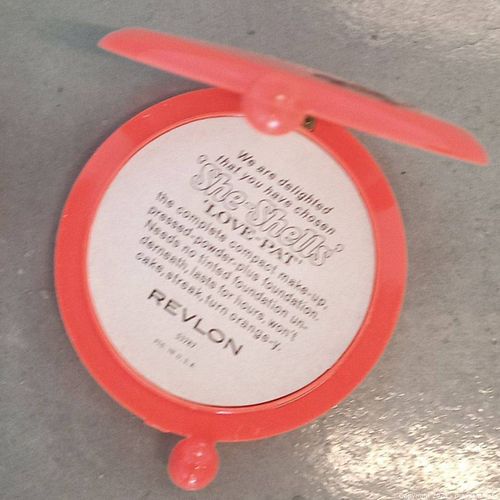 We are delighted
that you have chosen
'She-Shells'
'LOVE-PAT'
the complete compact make-up,
pressed-powder plus foundation.
Needs no tinted foundation un-
derneath, lasts for hours, won't
cake, streak, turn orange-y.
REVLON